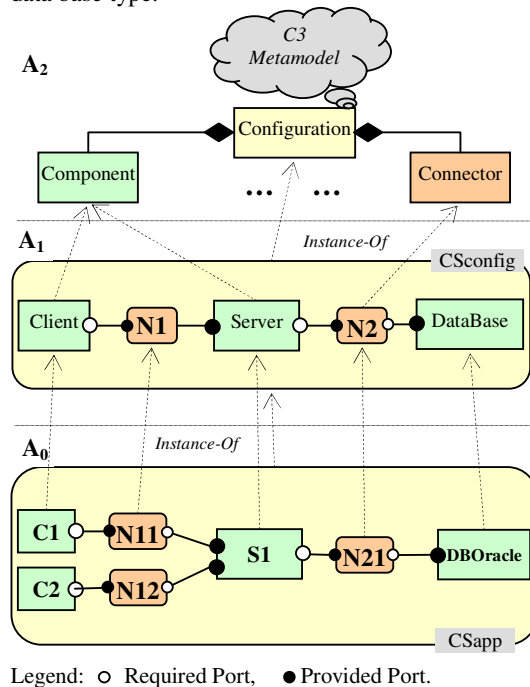 data base type.
C3
Metamodel
A2
Configuration
Component
Connector
... ...
A1
Instance-Of
CSconfig
Client
N1
Server
N2
DataBase
A0
Instance-Of
C1
N11
S1
N21
DBOracle
C2
N12
CSapp
Legend: Required Port, Provided Port.